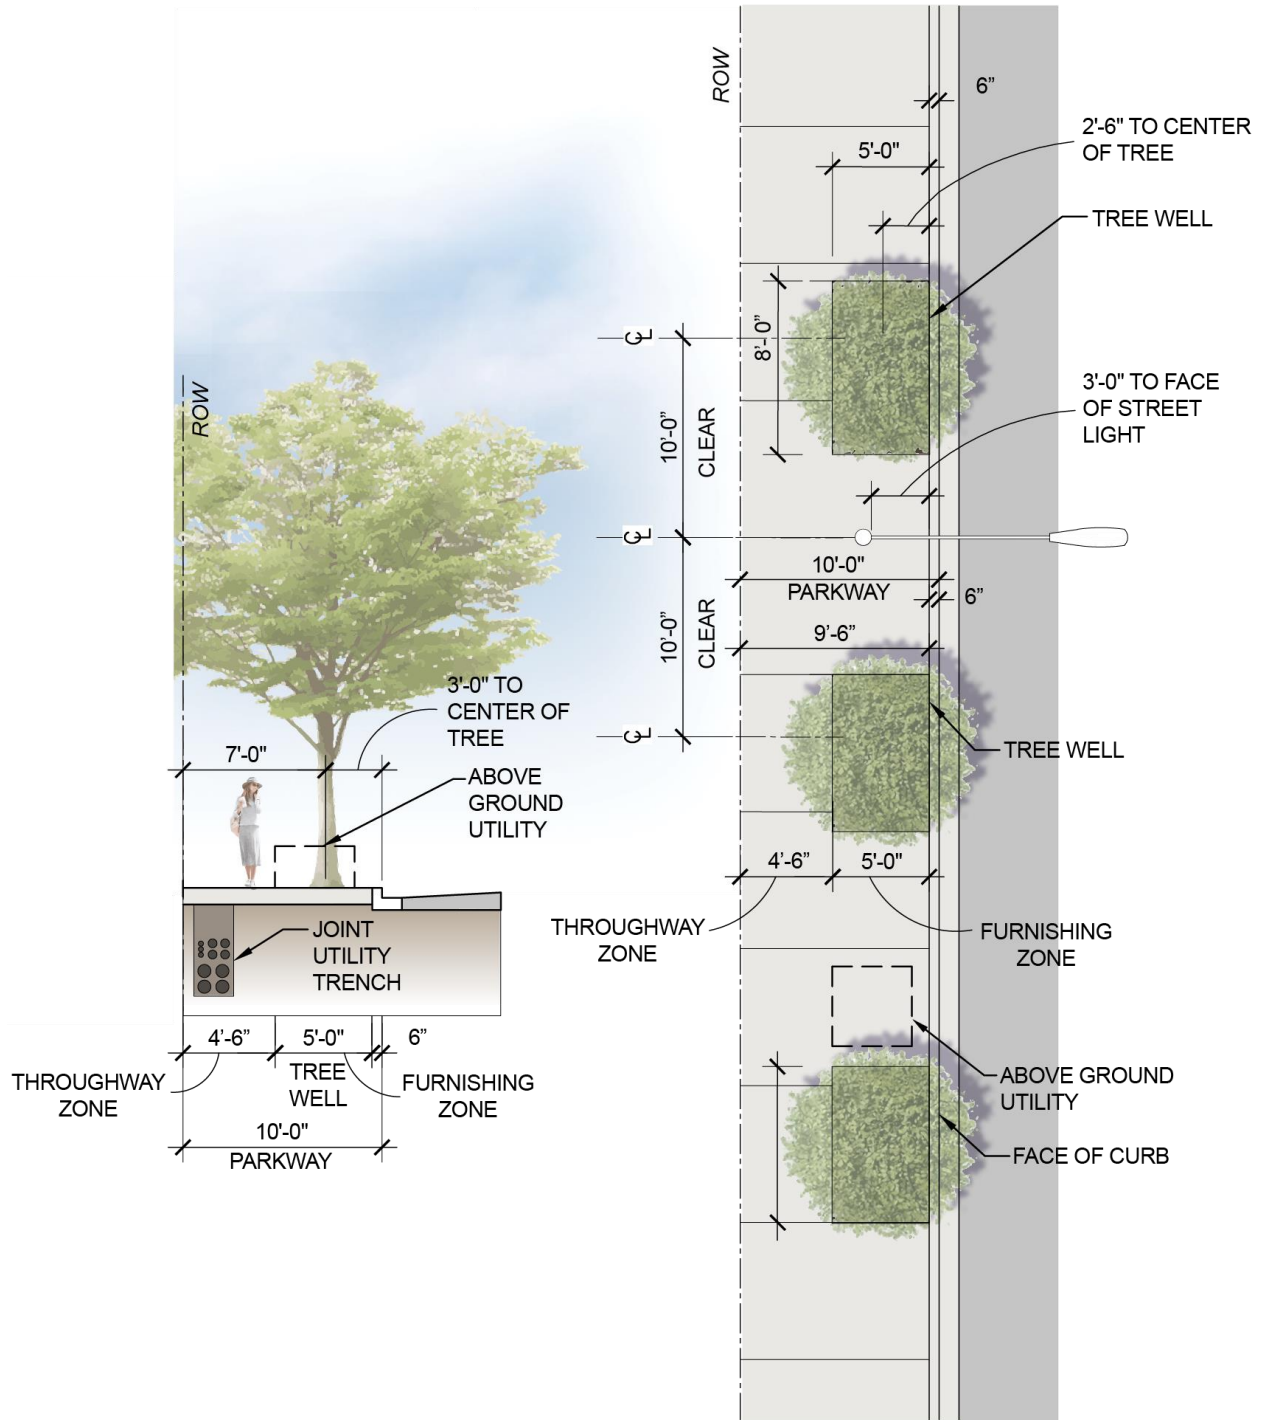 ROW
7'-0"
3'-0" TO
CENTER OF
TREE
ABOVE
GROUND
UTILITY
JOINT
UTILITY
TRENCH
4'-6"
5'-0"
6"
TREE
WELL
THROUGHWAY
ZONE
FURNISHING
ZONE
10'-0"
PARKWAY
ROW
6"
2'-6" TO CENTER
OF TREE
5'-0"
TREE WELL
CL
8'-0"
10'-0"
CLEAR
3'-0" TO FACE
OF STREET
LIGHT
CL
10'-0"
PARKWAY
6"
10'-0"
CLEAR
9'-6"
CL
TREE WELL
4'-6"
5'-0"
THROUGHWAY
ZONE
FURNISHING
ZONE
ABOVE GROUND
UTILITY
FACE OF CURB